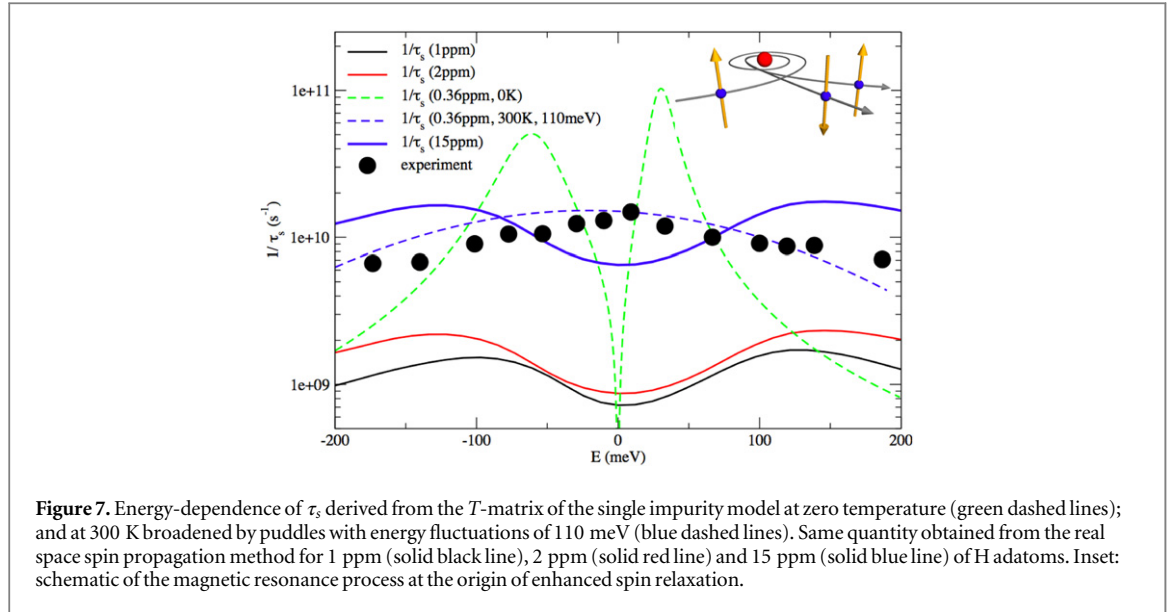 1/τs (1ppm)
1/τs (2ppm)
1/τs (0.36ppm, 0K)
1/τs (0.36ppm, 300K, 110meV)
1/τs (15ppm)
experiment
1/ τs (s-1)
1e+11
1e+10
1e+09
-200
-100
0
100
200
E (meV)
Figure 7. Energy-dependence of τs derived from the T-matrix of the single impurity model at zero temperature (green dashed lines);
and at 300 K broadened by puddles with energy fluctuations of 110 meV (blue dashed lines). Same quantity obtained from the real
space spin propagation method for 1 ppm (solid black line), 2 ppm (solid red line) and 15 ppm (solid blue line) of H adatoms. Inset:
schematic of the magnetic resonance process at the origin of enhanced spin relaxation.